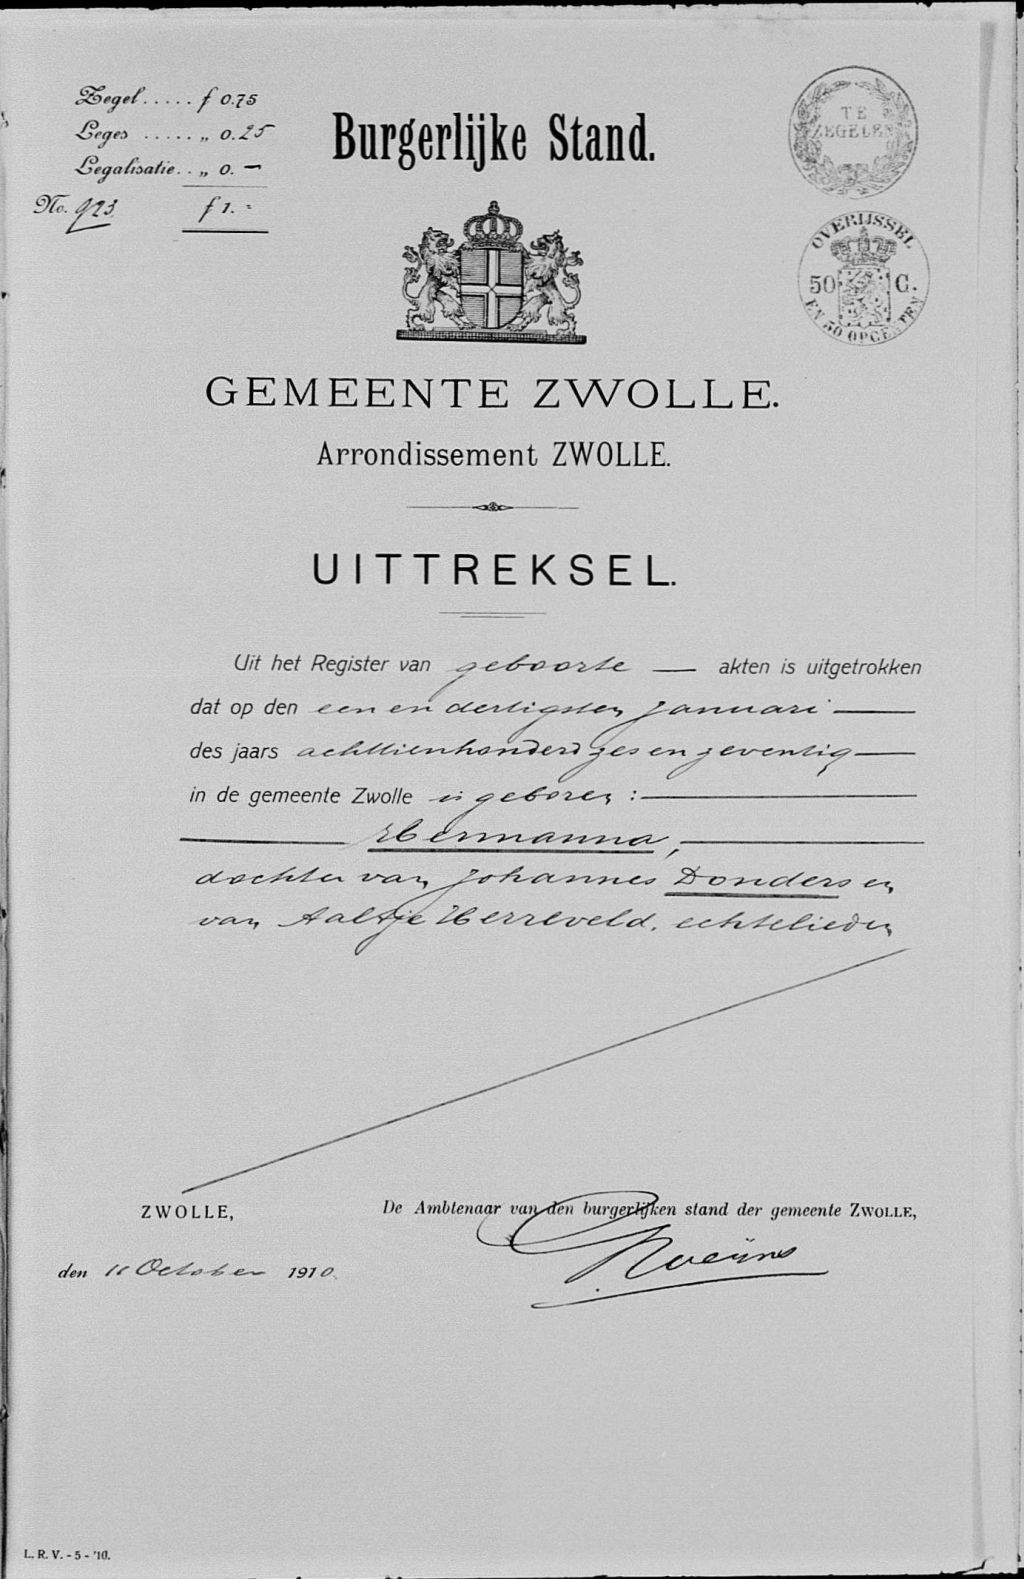 Zegel..... f 0.75
Leges ..... „ 0.25
Legalisatie.. „ 0. —
No. 923 f 1. =
Burgerlijke Stand.
TE
ZEGELEN
OVERIJSSEL
50 C.
EN 50 OPCENTEN
GEMEENTE ZWOLLE.
Arrondissement ZWOLLE.
UITTREKSEL.
Uit het Register van geboorte — akten is uitgetrokken
dat op den een en dertigsten Januari —
des jaars achttienhonderd zes en zeventig —
in de gemeente Zwolle is geboren : —
— Hermanna, —
dochter van Johannes Donders en
van Aaltje Herreveld, echtelieden
ZWOLLE,
De Ambtenaar van den burgerlijken stand der gemeente ZWOLLE,
den 11 October 1910.
L. R. V. - 5 - '10.